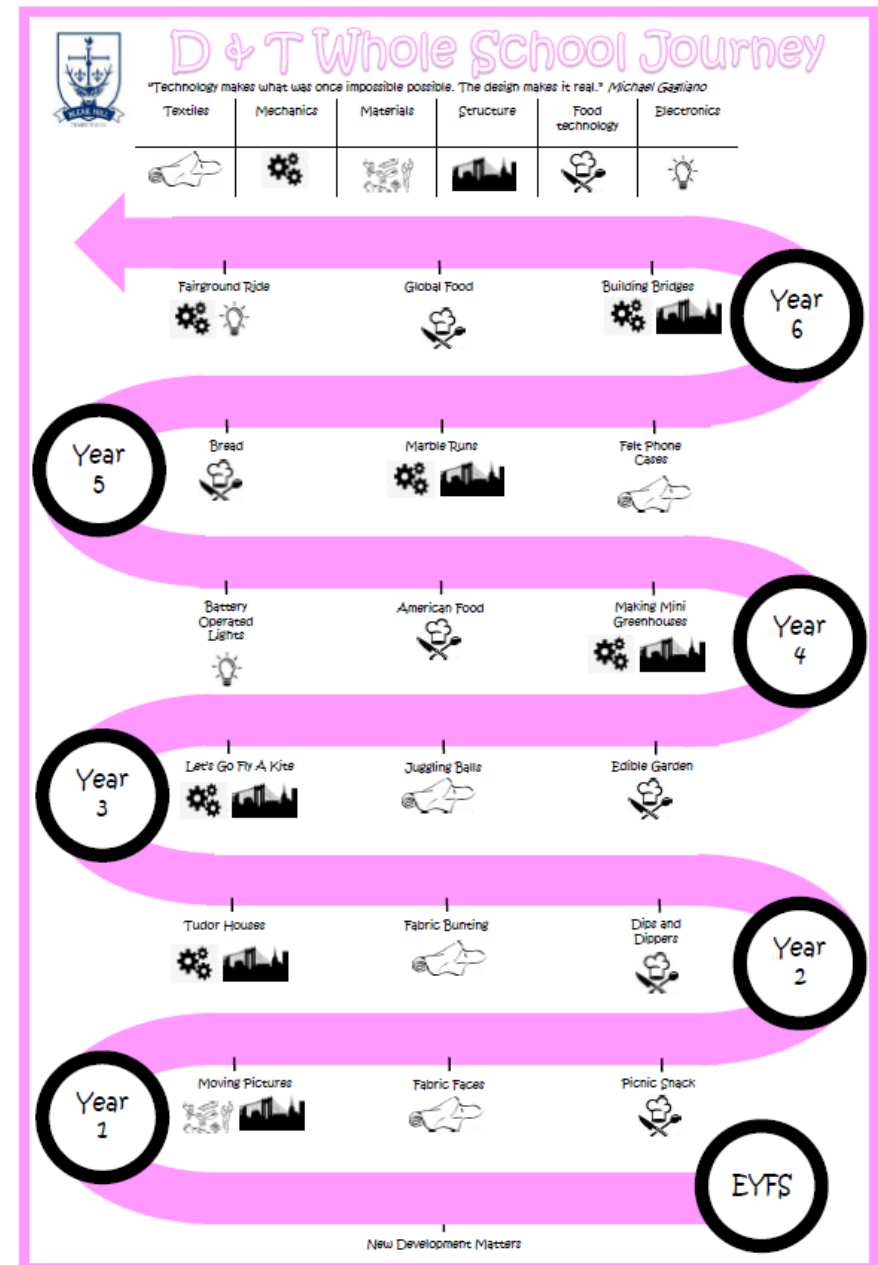 D & T Whole School Journey
"Technology makes what was once impossible possible. The design makes it real." Michael Gagliano
Textiles Mechanics Materials Structure Food Electronics
technology
BLEAK HILL
Fairground Ride Global Food Building Bridges
Year
6
Year
5
Bread Marble Runs Felt Phone
Cases
Battery American Food Making Mini
Operated Greenhouses
Lights
Year
4
Year
3
Let's Go Fly A Kite Juggling Balls Edible Garden
Tudor Houses Fabric Bunting Dips and
Dippers
Year
2
Year
1
Moving Pictures Fabric Faces Picnic Snack
EYFS
New Development Matters